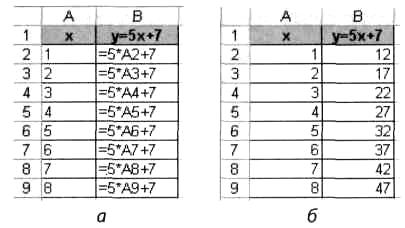 A B
1 x y=5x+7
2 1 =5*A2+7
3 2 =5*A3+7
4 3 =5*A4+7
5 4 =5*A5+7
6 5 =5*A6+7
7 6 =5*A7+7
8 7 =5*A8+7
9 8 =5*A9+7
а
A B
1 x y=5x+7
2 1 12
3 2 17
4 3 22
5 4 27
6 5 32
7 6 37
8 7 42
9 8 47
б